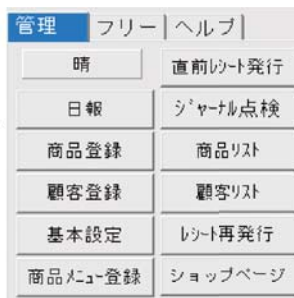 管理 フリー ヘルプ
晴 直前ﾚｼｰﾄ発行
日報 ｼﾞｬｰﾅﾙ点検
商品登録 商品ﾘｽﾄ
顧客登録 顧客ﾘｽﾄ
基本設定 ﾚｼｰﾄ再発行
商品ﾒﾆｭｰ登録 ショップページ